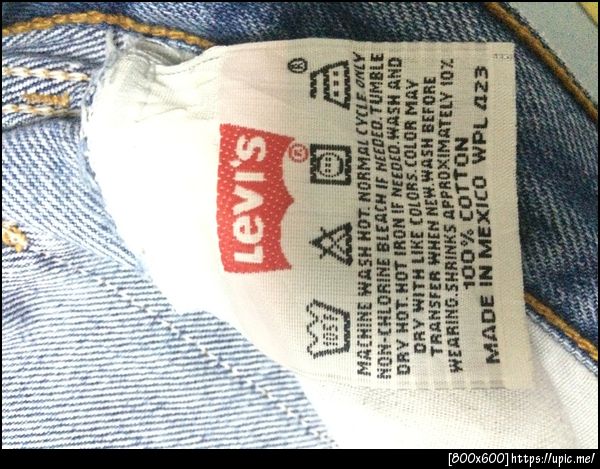 Levi's®
®
MACHINE WASH HOT. NORMAL CYCLE ONLY
NON-CHLORINE BLEACH IF NEEDED. TUMBLE
DRY HOT. HOT IRON IF NEEDED. WASH AND
DRY WITH LIKE COLORS. COLOR MAY
TRANSFER WHEN NEW. WASH BEFORE
WEARING. SHRINKS APPROXIMATELY 10%
100% COTTON
MADE IN MEXICO WPL 423
[800x600] https://upic.me/